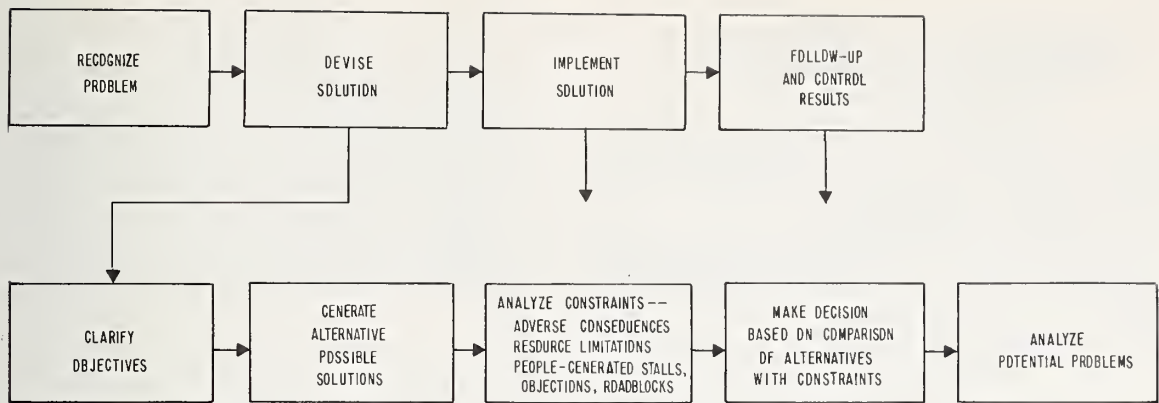 RECOGNIZE
PROBLEM
DEVISE
SOLUTION
IMPLEMENT
SOLUTION
FOLLOW-UP
AND CONTROL
RESULTS
CLARIFY
OBJECTIVES
GENERATE
ALTERNATIVE
POSSIBLE
SOLUTIONS
ANALYZE CONSTRAINTS--
ADVERSE CONSEQUENCES
RESOURCE LIMITATIONS
PEOPLE-GENERATED STALLS,
OBJECTIONS, ROADBLOCKS
MAKE DECISION
BASED ON COMPARISON
OF ALTERNATIVES
WITH CONSTRAINTS
ANALYZE
POTENTIAL PROBLEMS